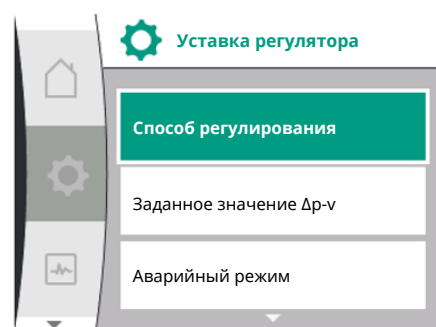 Уставка регулятора
Способ регулирования
Заданное значение Δp-v
Аварийный режим